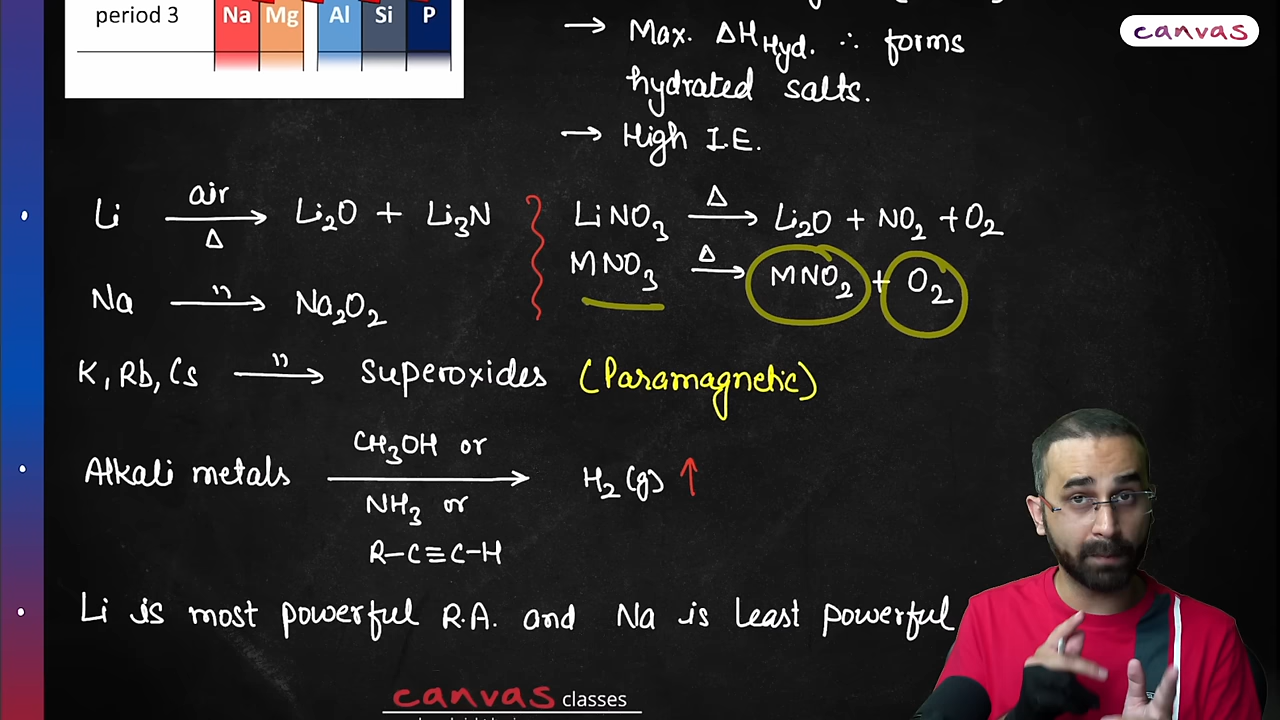 period 3 Na Mg Al Si P
canvas
→ Max. ΔH Hyd. ∴ forms
hydrated salts.
→ High I.E.
Li air/Δ → Li₂O + Li₃N
Na " → Na₂O₂
LiNO₃ Δ → Li₂O + NO₂ + O₂
MNO₃ Δ → MNO₂ + O₂
K, Rb, Cs " → Superoxides (Paramagnetic)
Alkali metals CH₃OH or
NH₃ or
R–C≡C–H
→ H₂(g) ↑
Li is most powerful R.A. and Na is least powerful
canvas classes